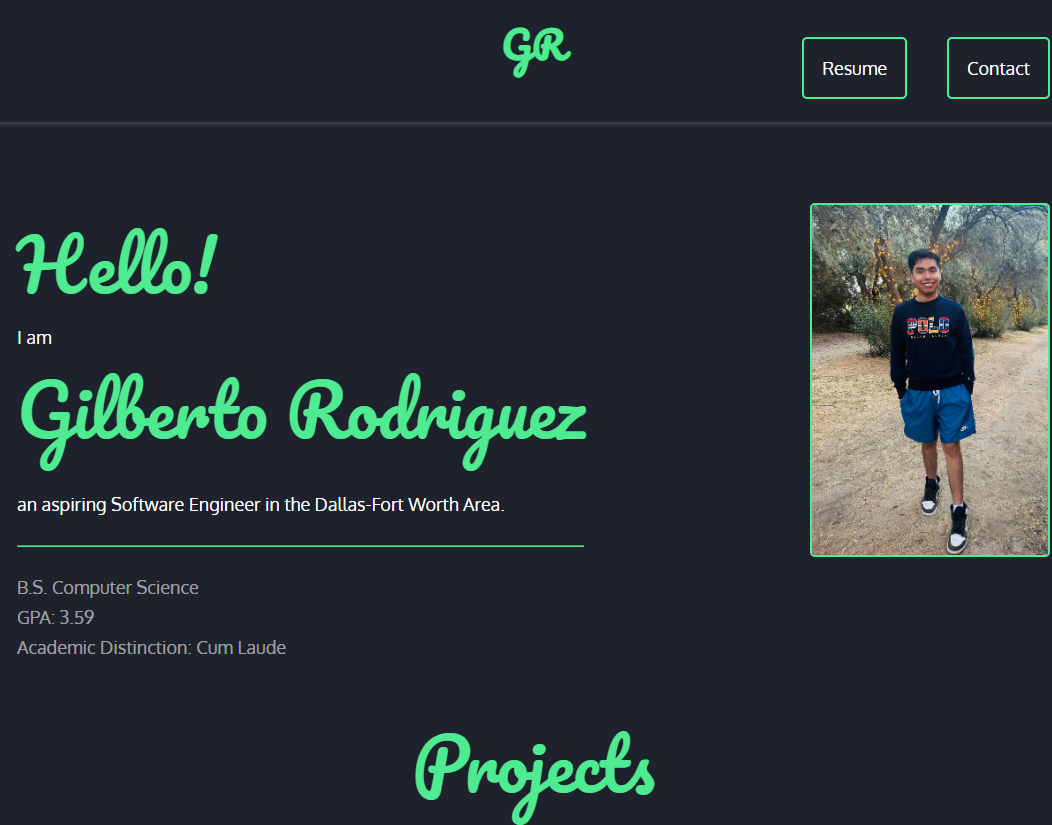 GR
Resume
Contact
Hello!
I am
Gilberto Rodriguez
an aspiring Software Engineer in the Dallas-Fort Worth Area.
POLO
B.S. Computer Science
GPA: 3.59
Academic Distinction: Cum Laude
Projects